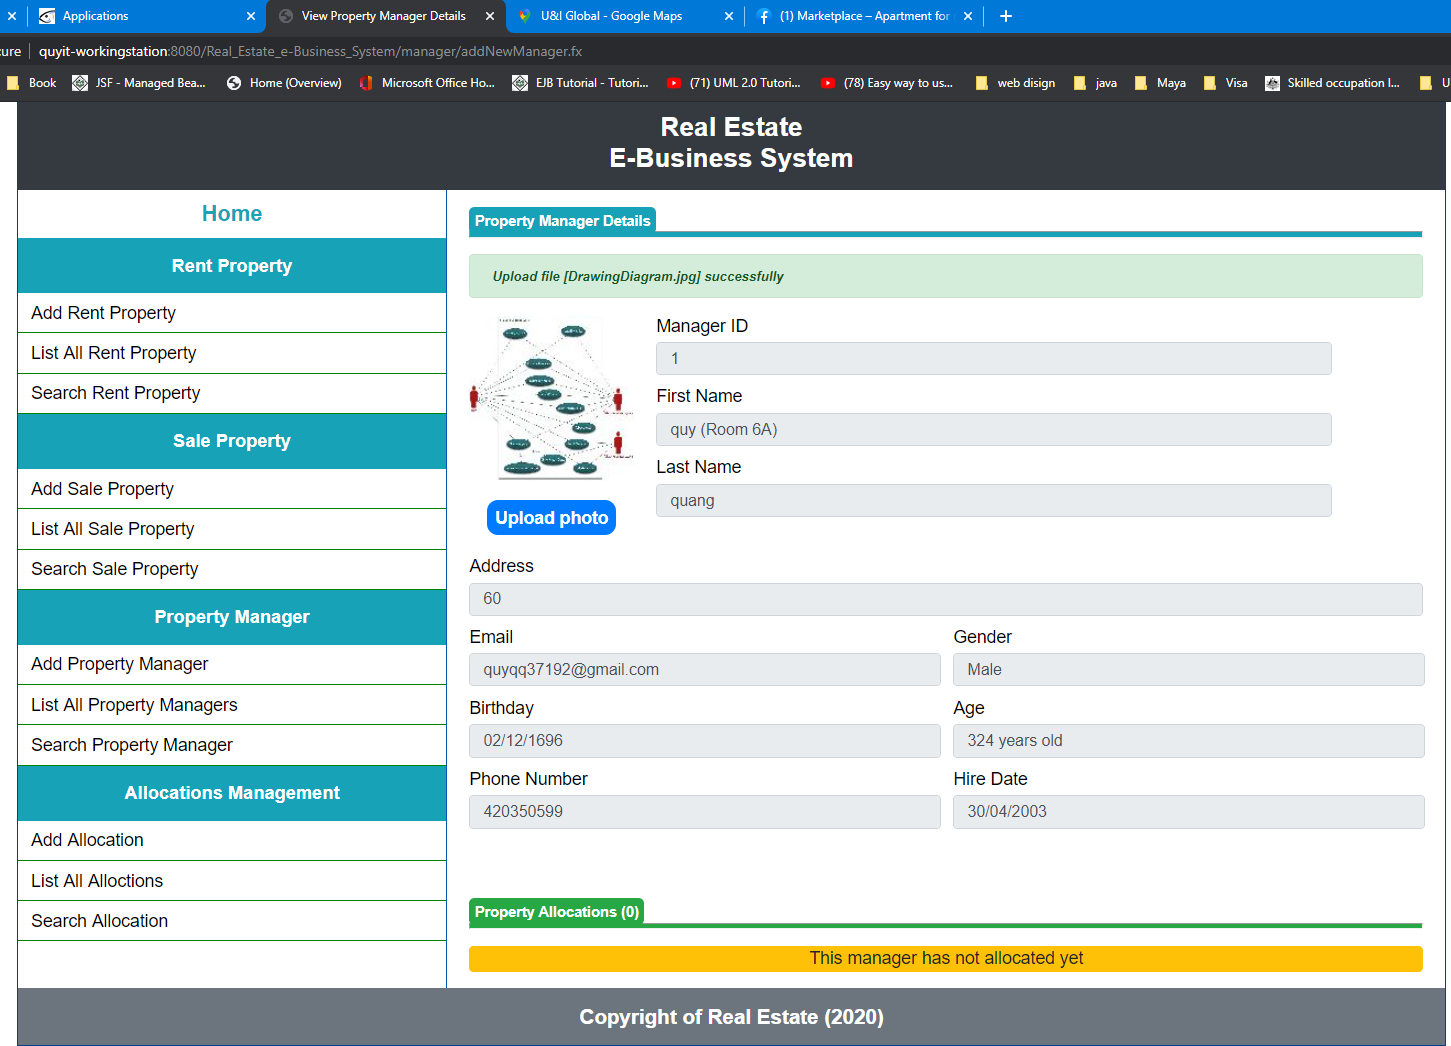 Applications
View Property Manager Details
U&I Global - Google Maps
(1) Marketplace – Apartment for
cure
quyit-workingstation:8080/Real_Estate_e-Business_System/manager/addNewManager.fx
Book
JSF - Managed Bea...
Home (Overview)
Microsoft Office Ho...
EJB Tutorial - Tutori...
(71) UML 2.0 Tutori...
(78) Easy way to us...
web disign
java
Maya
Visa
Skilled occupation l...
U
Real Estate
E-Business System
Home
Rent Property
Add Rent Property
List All Rent Property
Search Rent Property
Sale Property
Add Sale Property
List All Sale Property
Search Sale Property
Property Manager
Add Property Manager
List All Property Managers
Search Property Manager
Allocations Management
Add Allocation
List All Alloctions
Search Allocation
Property Manager Details
Upload file [DrawingDiagram.jpg] successfully
Upload photo
Manager ID
1
First Name
quy (Room 6A)
Last Name
quang
Address
60
Email
quyqq37192@gmail.com
Gender
Male
Birthday
02/12/1696
Age
324 years old
Phone Number
420350599
Hire Date
30/04/2003
Property Allocations (0)
This manager has not allocated yet
Copyright of Real Estate (2020)